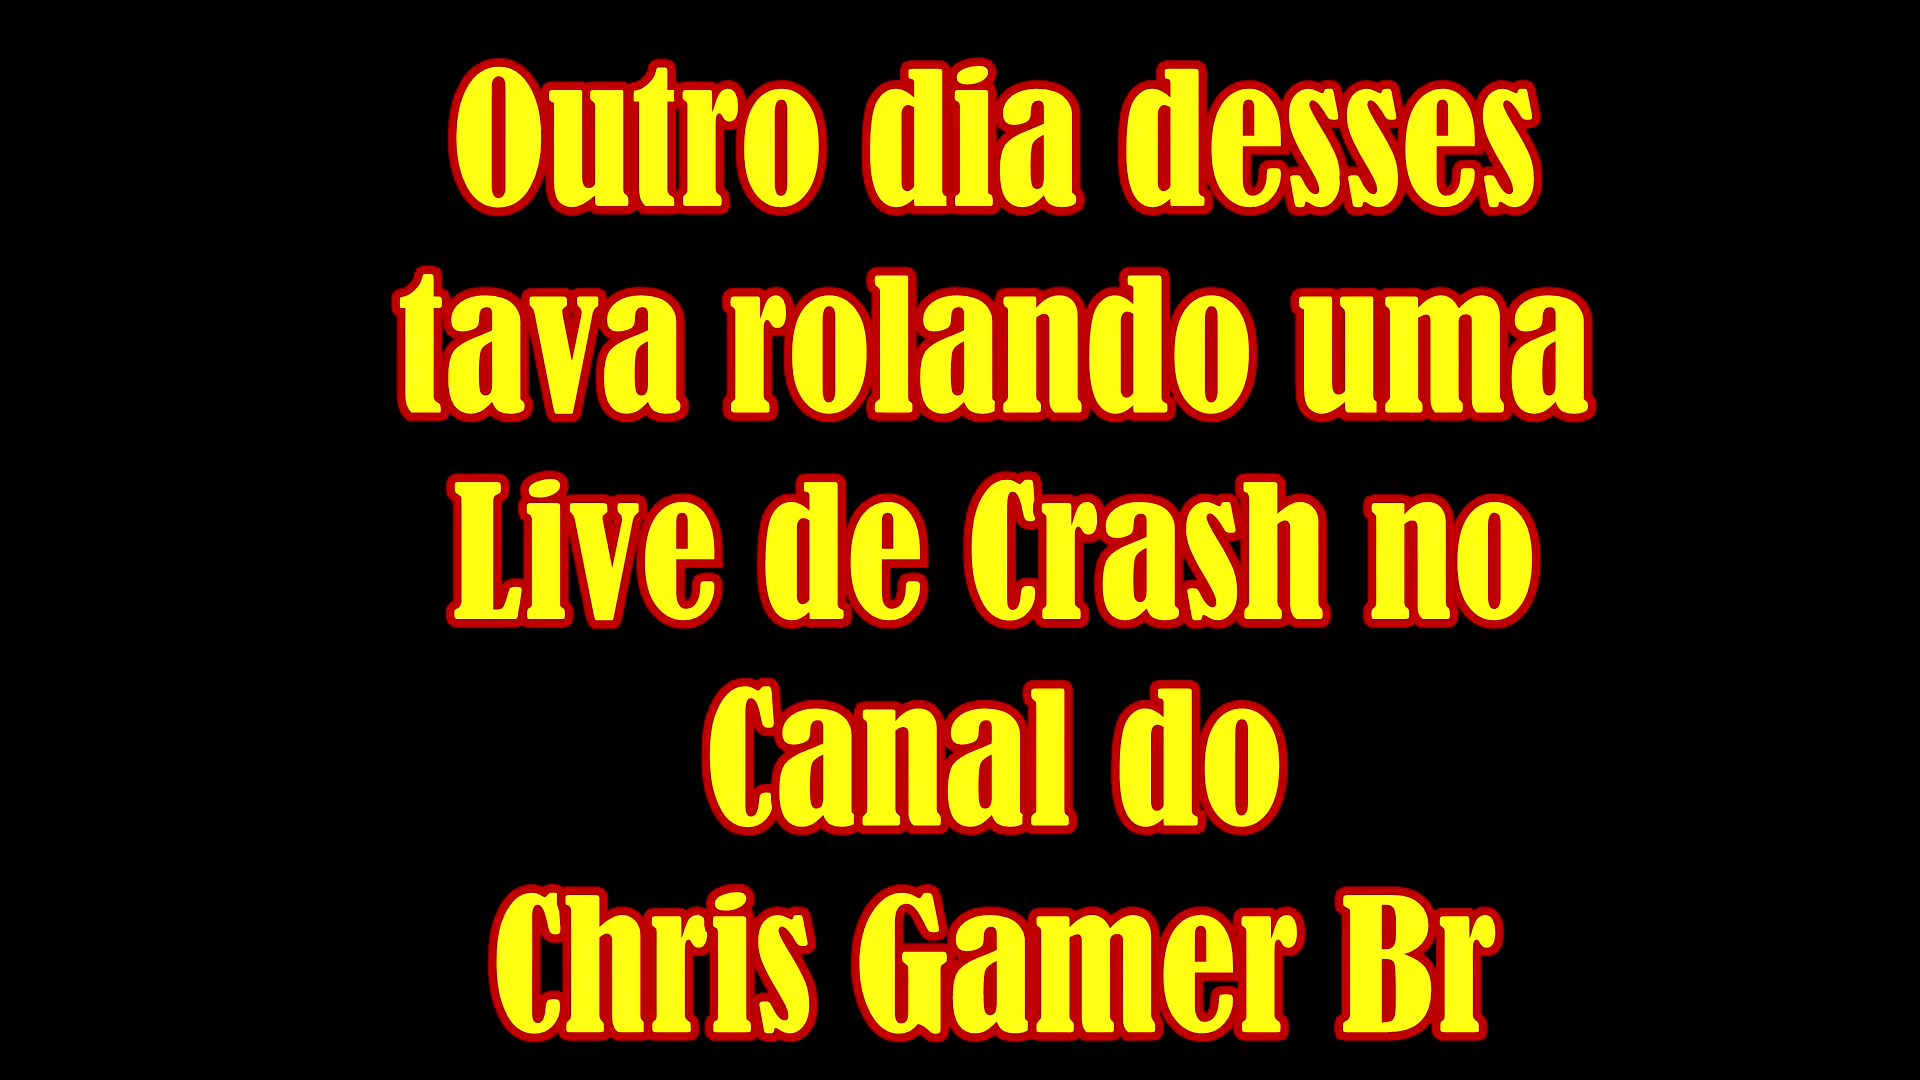 Outro dia desses
tava rolando uma
Live de Crash no
Canal do
Chris Gamer Br